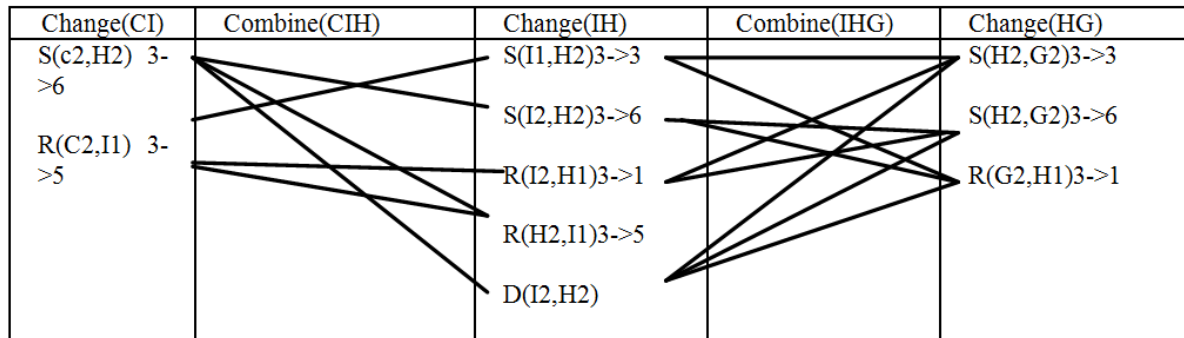 Change(CI) Combine(CIH) Change(IH) Combine(IHG) Change(HG)
S(c2,H2) 3-
>6
R(C2,I1) 3-
>5
S(I1,H2)3->3
S(I2,H2)3->6
R(I2,H1)3->1
R(H2,I1)3->5
D(I2,H2)
S(H2,G2)3->3
S(H2,G2)3->6
R(G2,H1)3->1